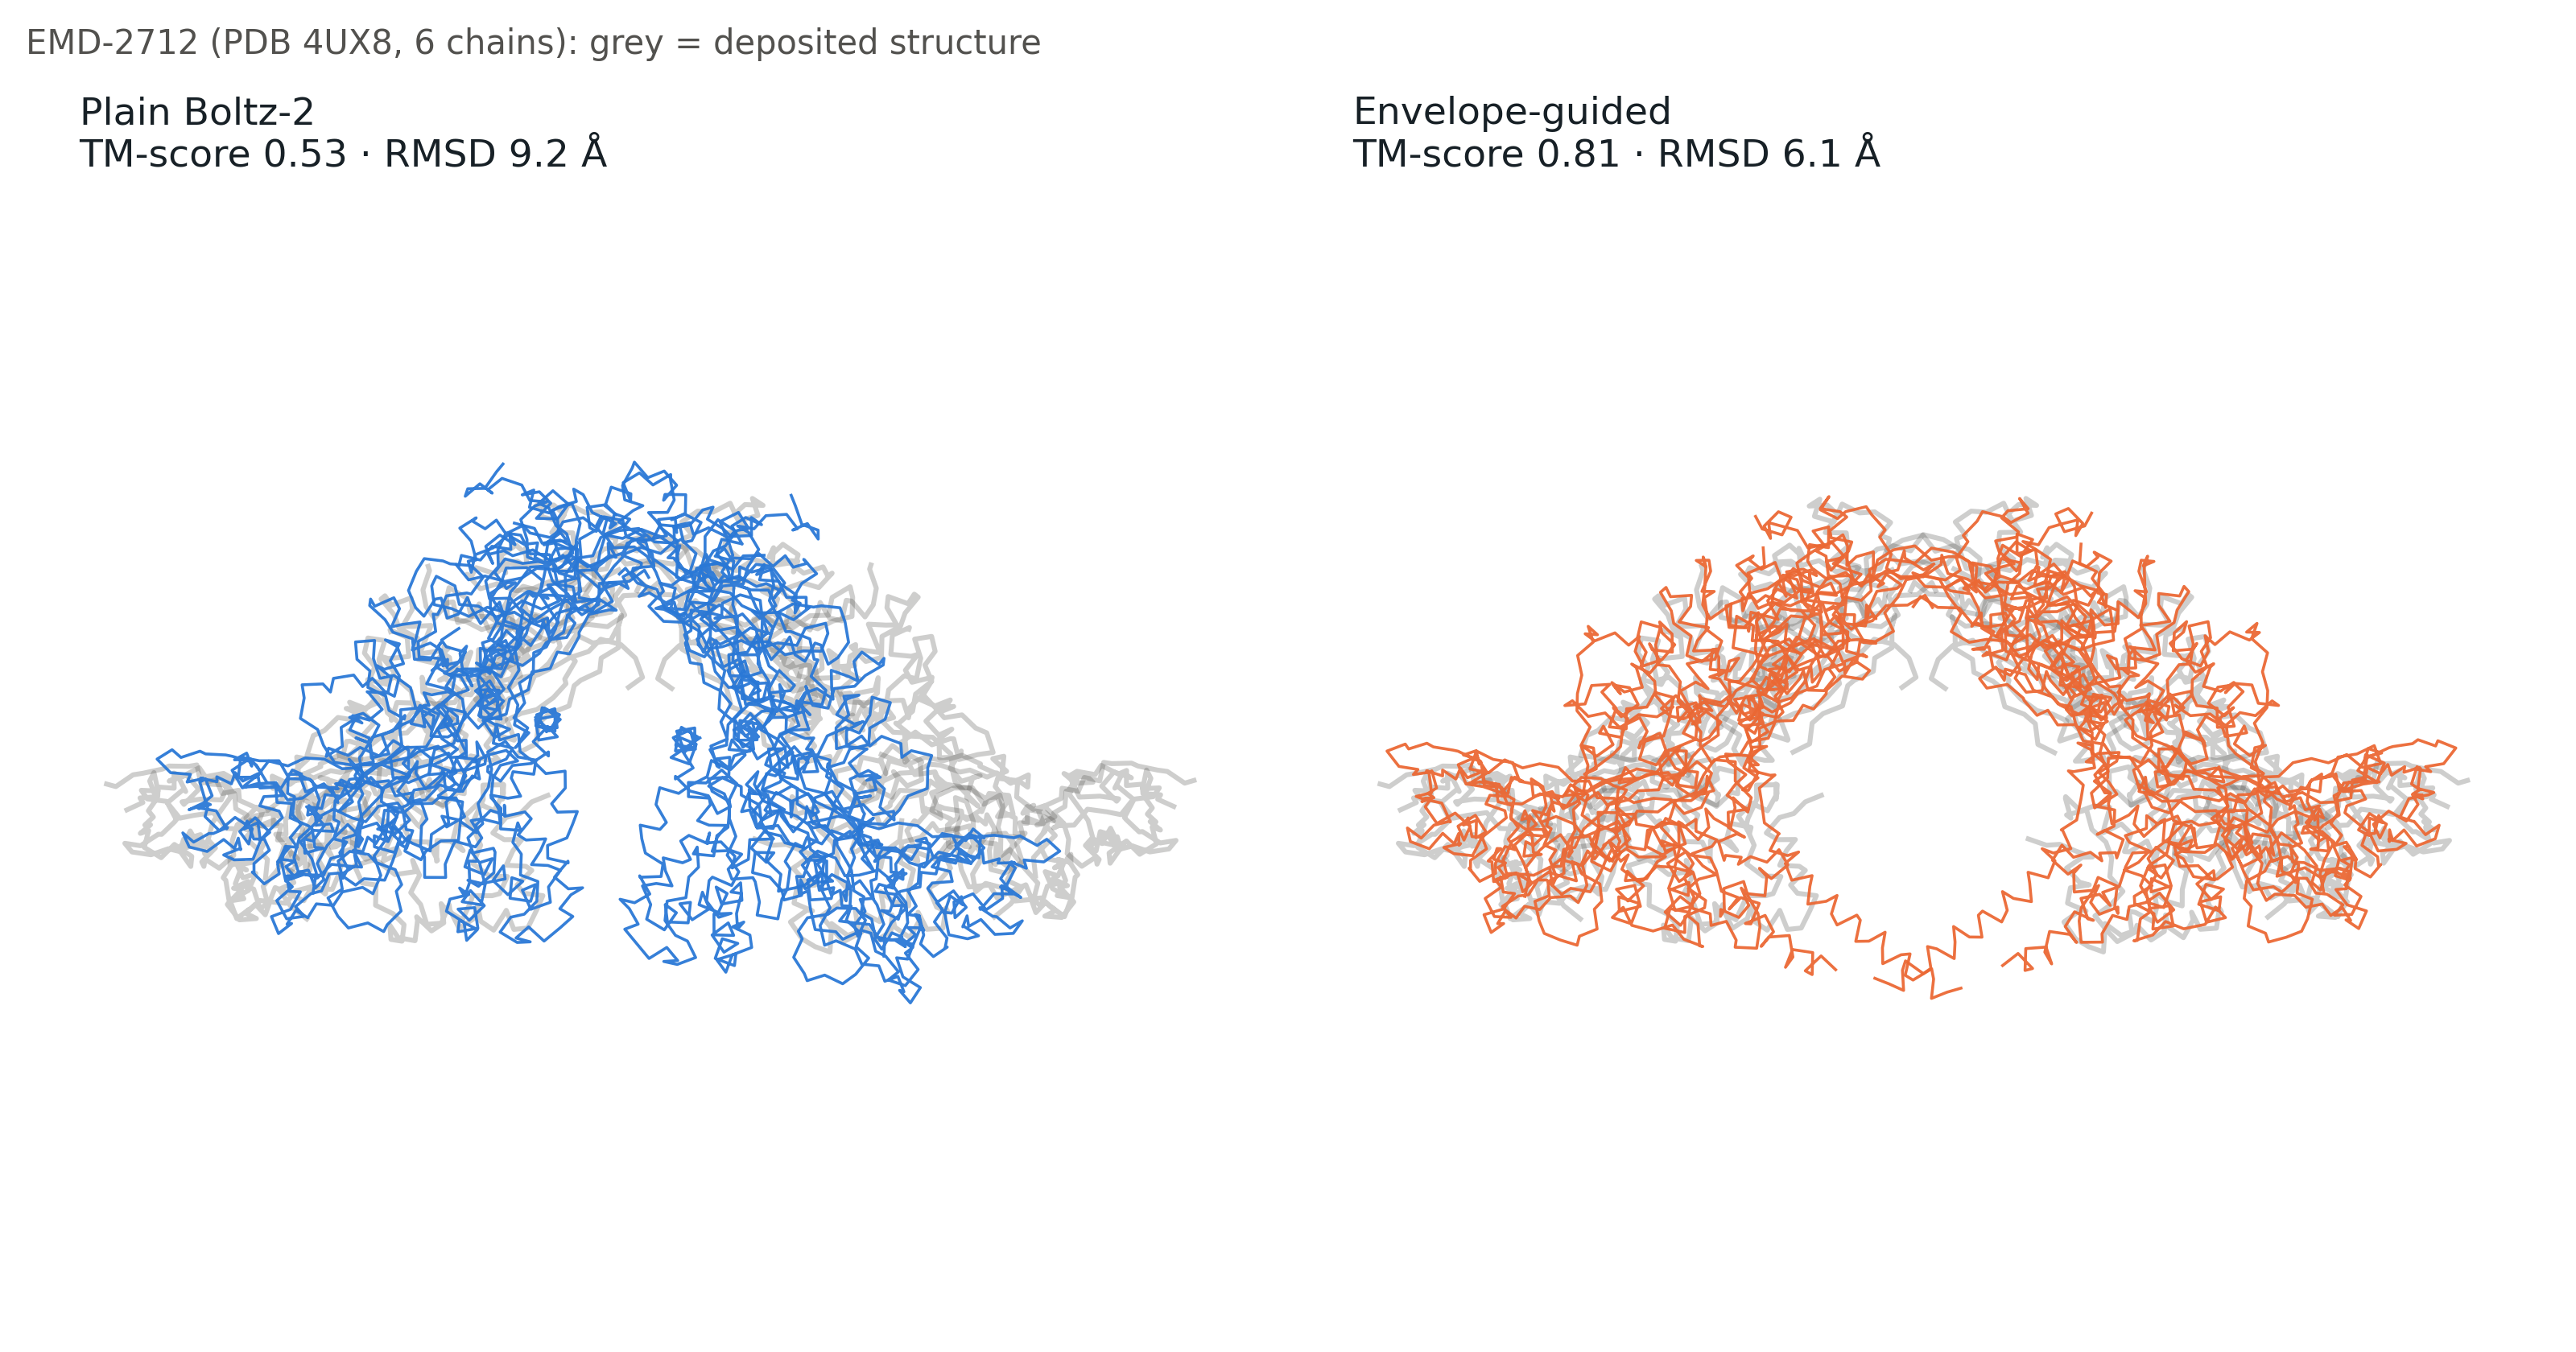 EMD-2712 (PDB 4UX8, 6 chains): grey = deposited structure
Plain Boltz-2
TM-score 0.53 · RMSD 9.2 Å
Envelope-guided
TM-score 0.81 · RMSD 6.1 Å